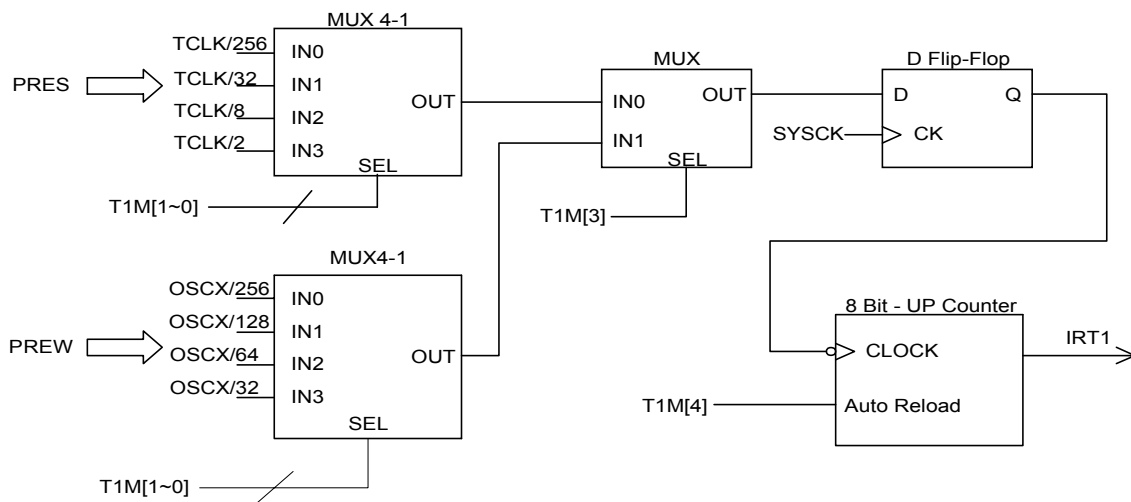 MUX 4-1
TCLK/256
IN0
PRES
TCLK/32
IN1
OUT
TCLK/8
IN2
TCLK/2
IN3
SEL
T1M[1~0]
MUX
IN0
OUT
IN1
SEL
T1M[3]
D Flip-Flop
D
Q
SYSCK
CK
MUX4-1
OSCX/256
IN0
OSCX/128
IN1
PREW
OUT
OSCX/64
IN2
OSCX/32
IN3
SEL
T1M[1~0]
8 Bit - UP Counter
CLOCK
IRT1
T1M[4]
Auto Reload